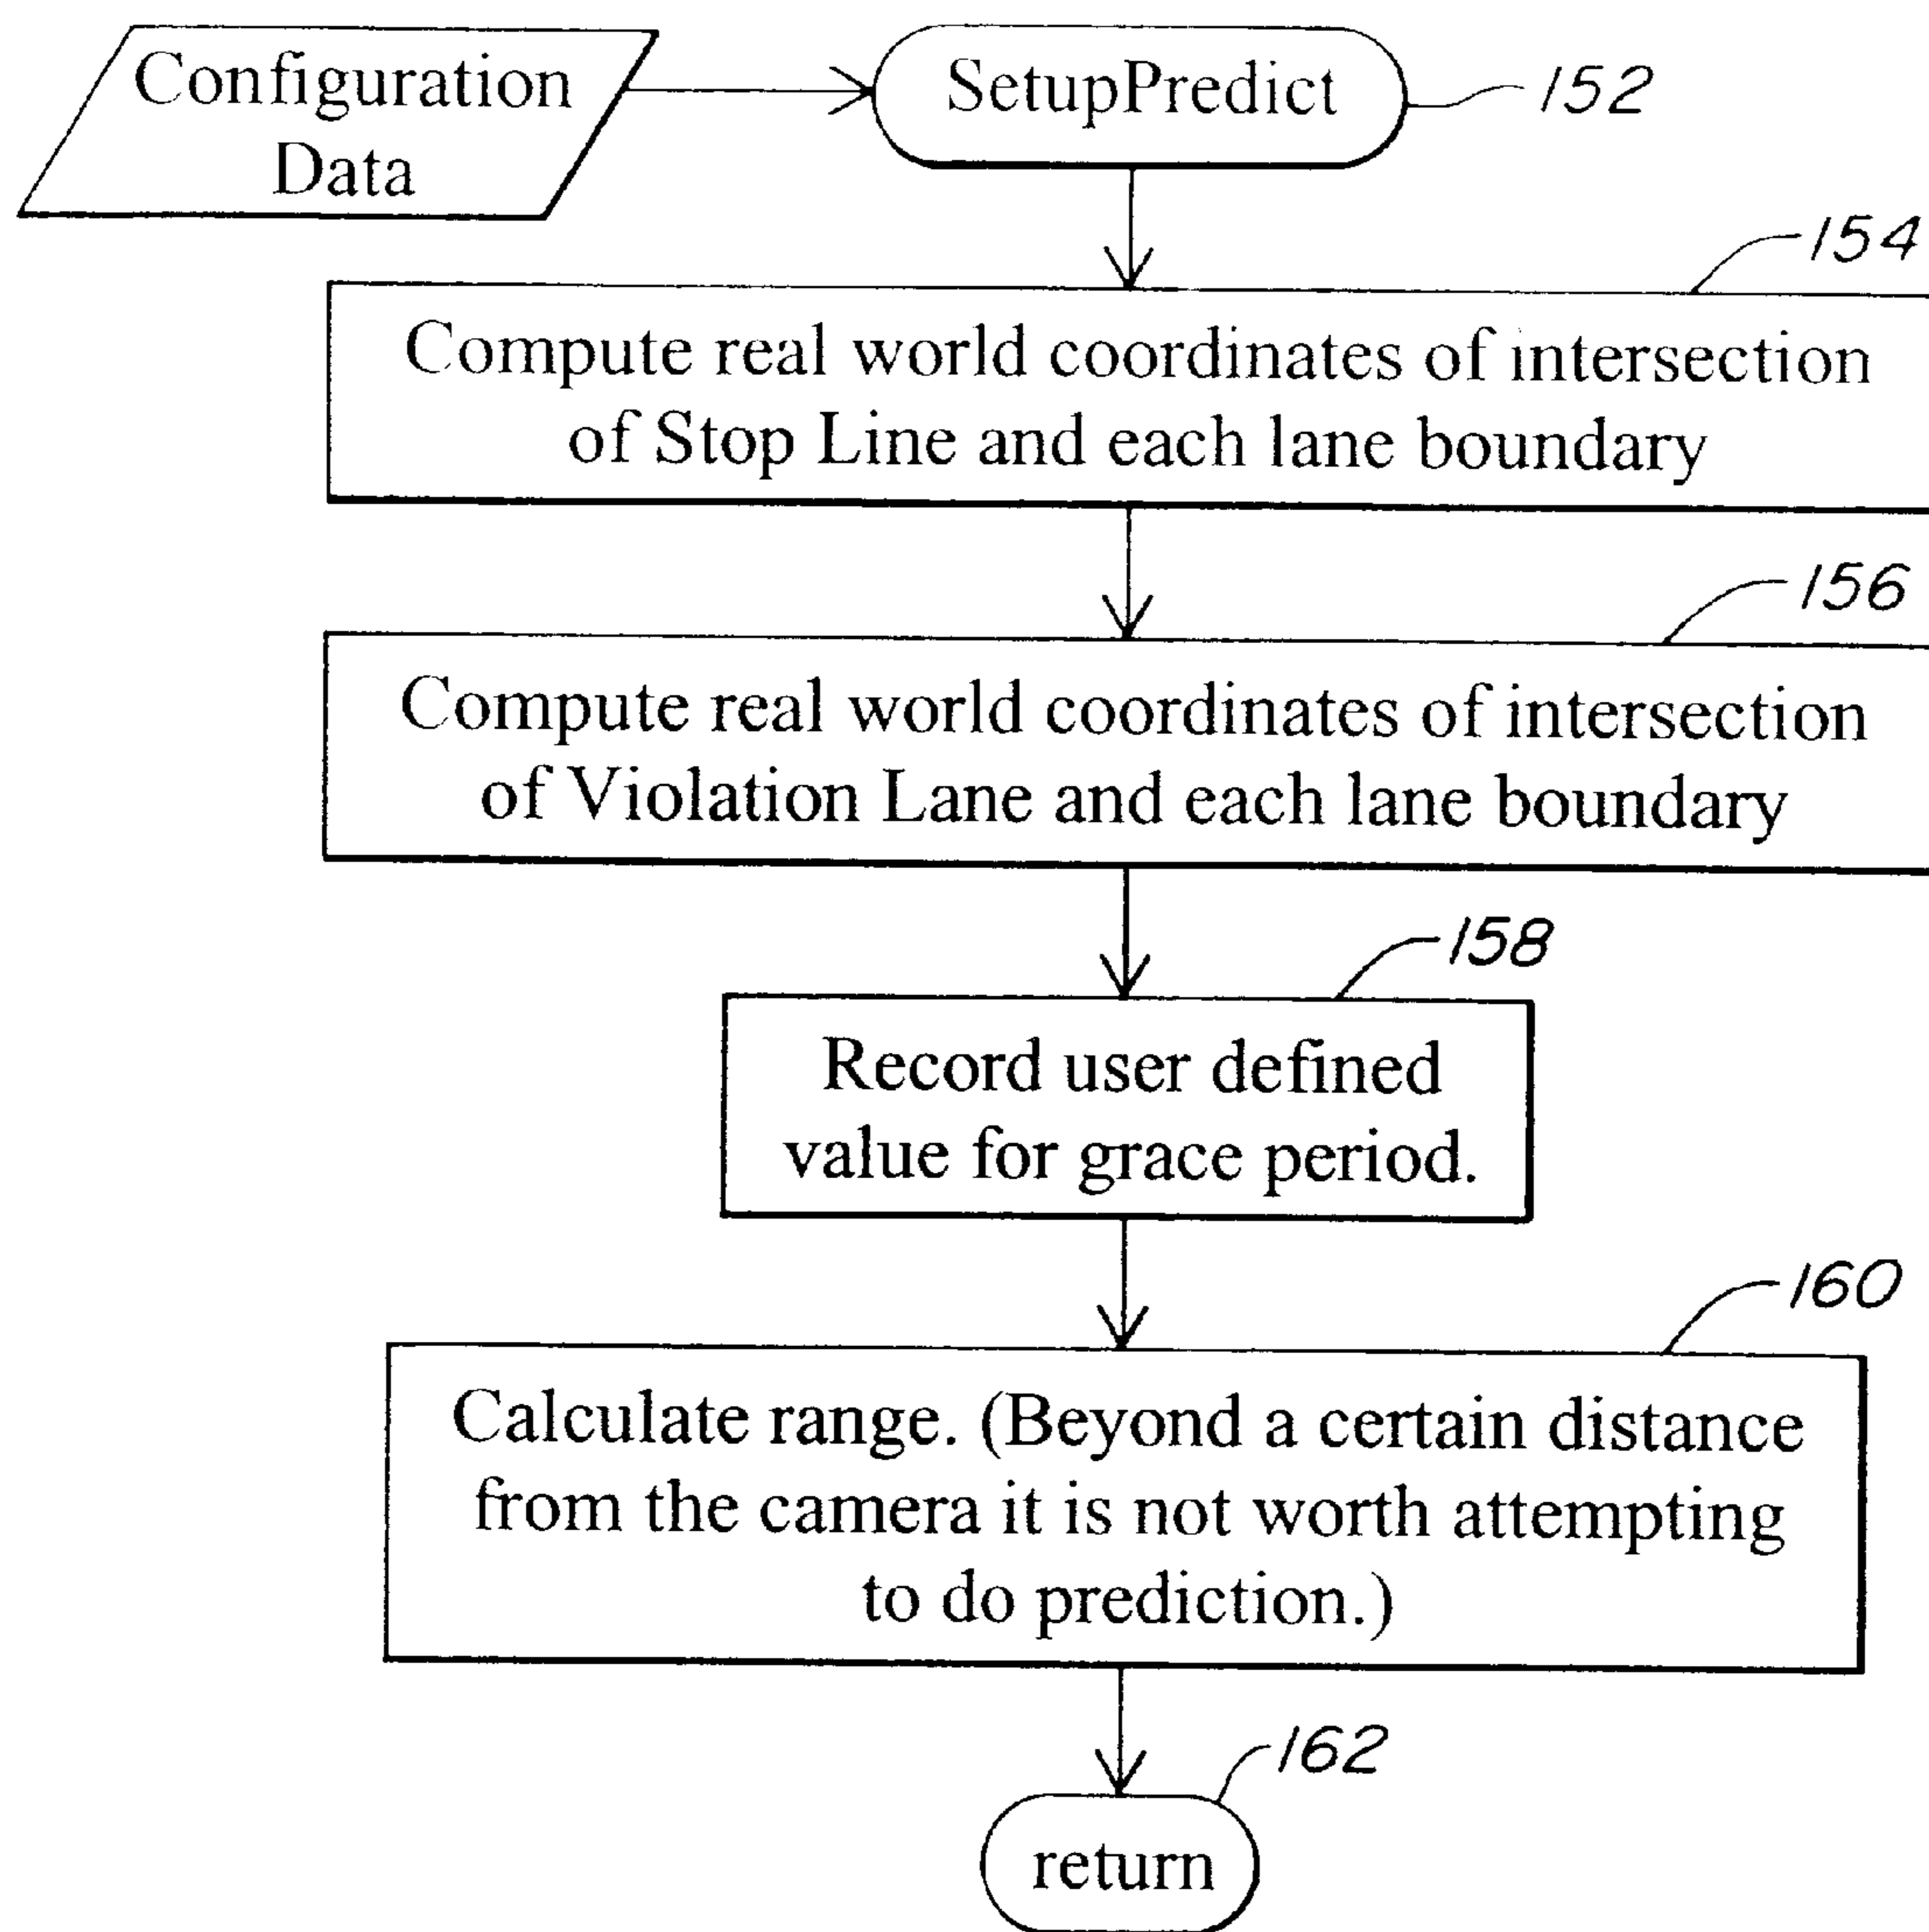 Configuration
Data
SetupPredict
152
154
Compute real world coordinates of intersection
of Stop Line and each lane boundary
156
Compute real world coordinates of intersection
of Violation Lane and each lane boundary
158
Record user defined
value for grace period.
160
Calculate range. (Beyond a certain distance
from the camera it is not worth attempting
to do prediction.)
162
return